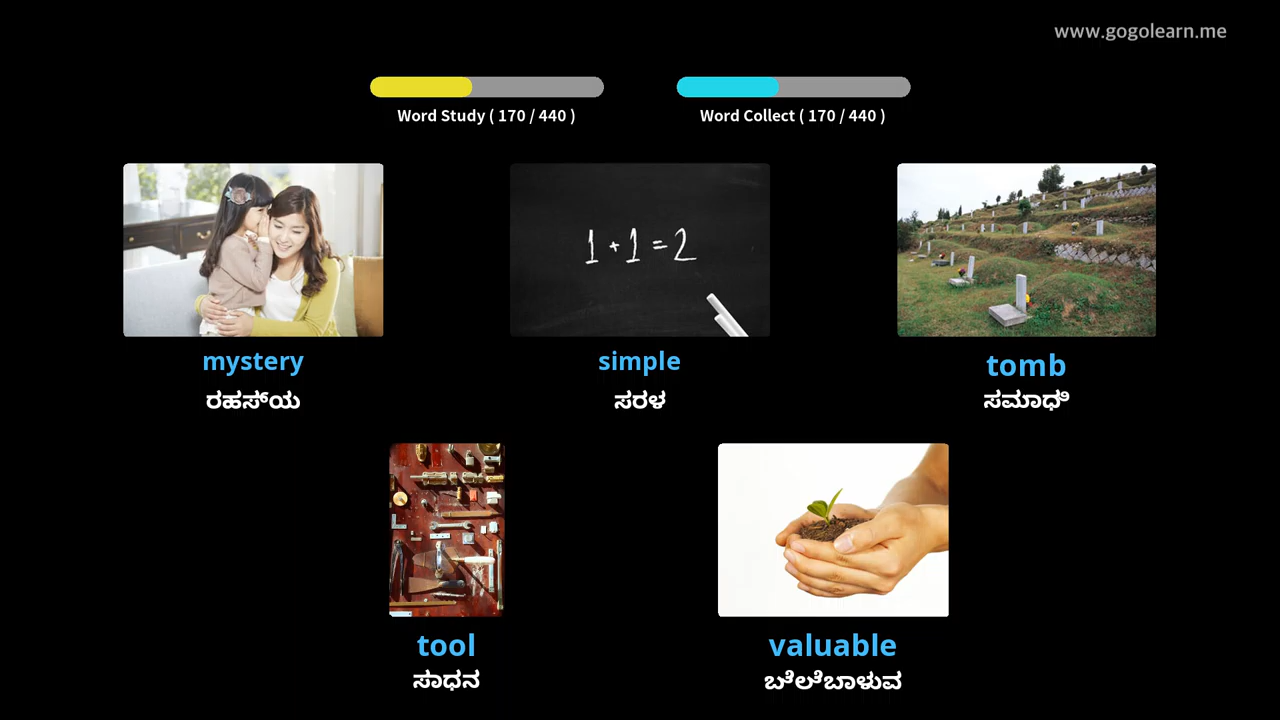 www.gogolearn.me
Word Study ( 170 / 440 )
Word Collect ( 170 / 440 )
1 + 1 = 2
mystery
simple
tomb
ರಹಸ್ಯ
ಸರಳ
ಸಮಾಧಿ
tool
valuable
ಸಾಧನ
ಬೆಲೆಬಾಳುವ